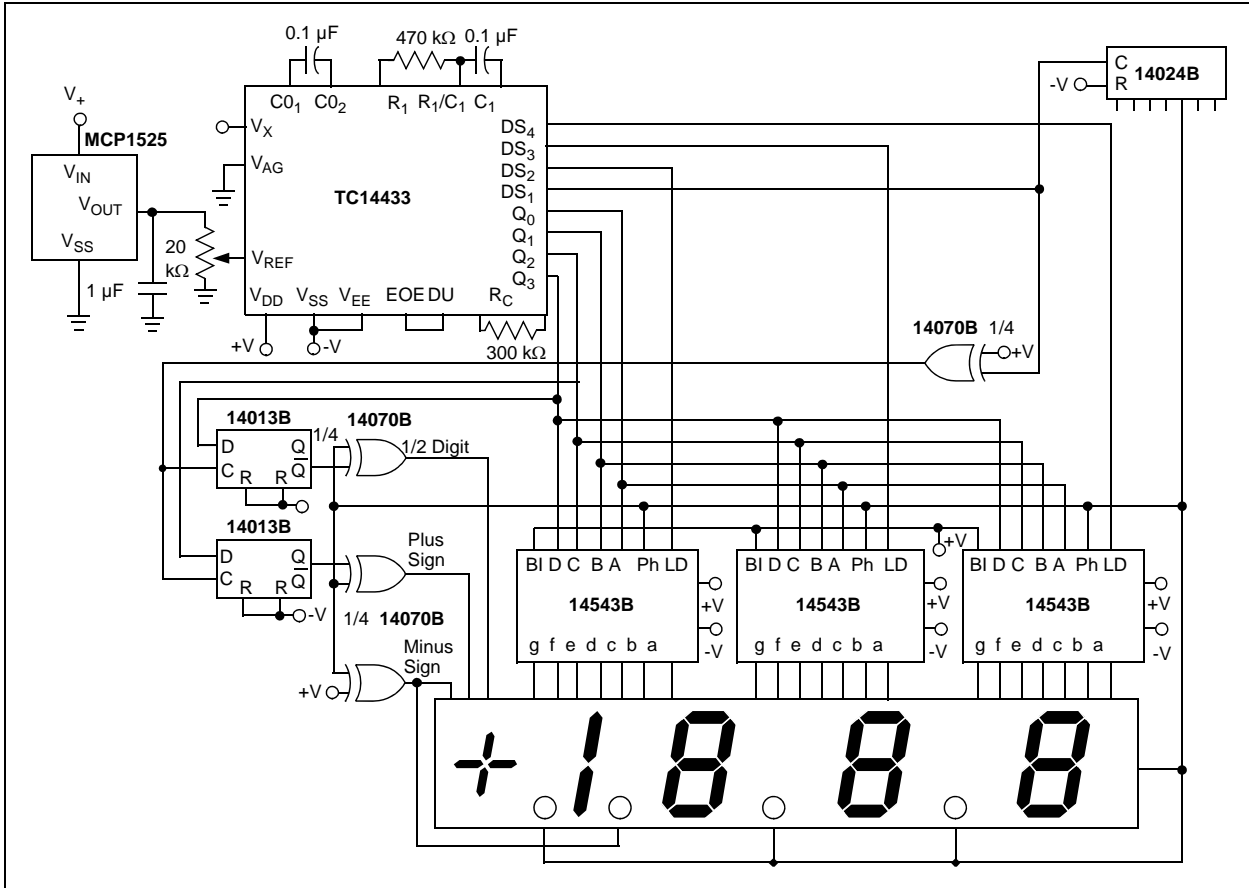 0.1 µF
470 kΩ
0.1 µF
V+
MCP1525
VIN
VOUT
VSS
20
kΩ
1 µF
C01
C02
R1
R1/C1
C1
VX
VAG
VREF
TC14433
DS4
DS3
DS2
DS1
Q0
Q1
Q2
Q3
VDD
VSS
VEE
EOE
DU
RC
+V
-V
300 kΩ
C
R
14024B
-V
14070B 1/4
+V
14013B
D
C
R
R
Q
Q
1/4
14070B
1/2 Digit
14013B
D
C
R
R
Q
Q
-V
Plus
Sign
1/4 14070B
Minus
Sign
+V
+V
BI D C B A Ph LD
14543B
g f e d c b a
+V
-V
BI D C B A Ph LD
14543B
g f e d c b a
+V
-V
BI D C B A Ph LD
14543B
g f e d c b a
+V
-V
+1 8 8 8